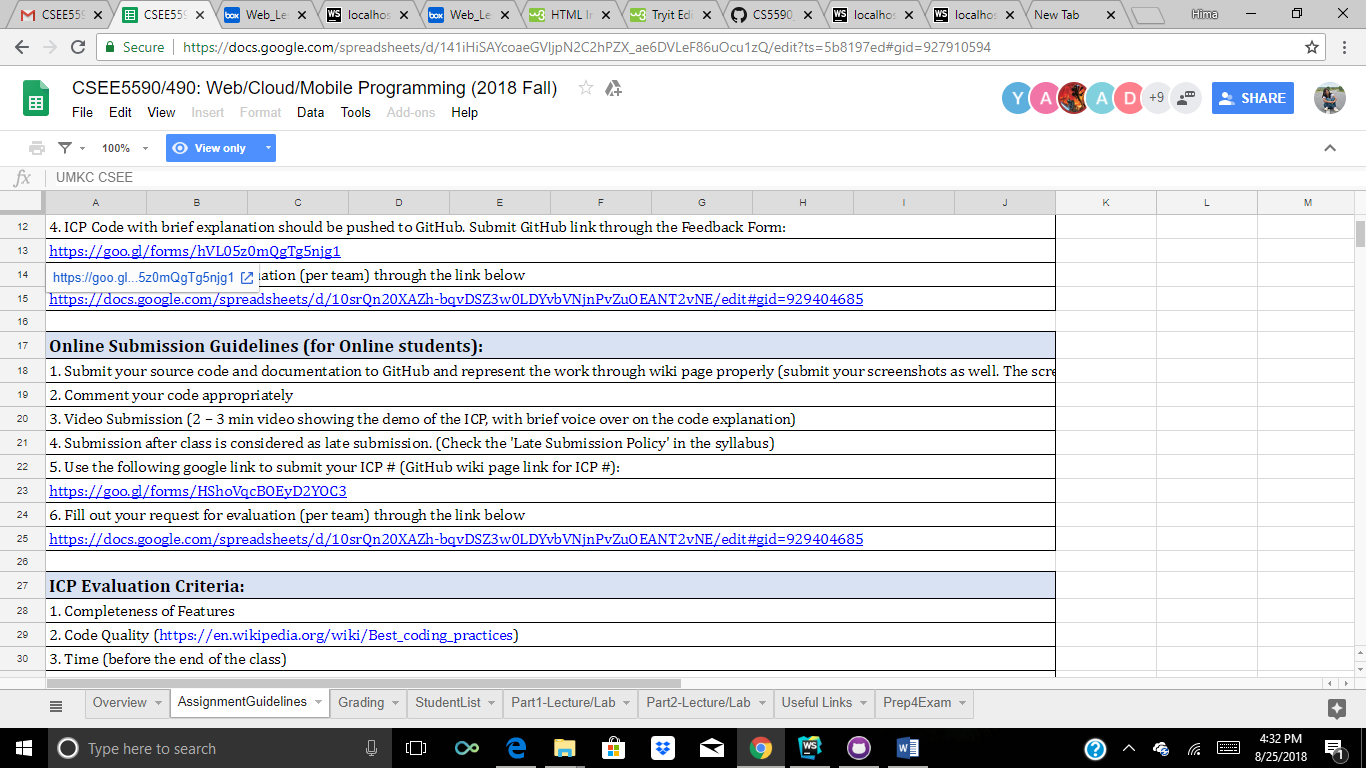 CSEE559
CSEE559
Web_Le
localhos
Web_Le
HTML In
Tryit Edi
CS5590_
localhos
localhos
New Tab
Hima
Secure
https://docs.google.com/spreadsheets/d/141iHiSAYcoaeGVljpN2C2hPZX_ae6DVLeF86uOcu1zQ/edit?ts=5b8197ed#gid=927910594
CSEE5590/490: Web/Cloud/Mobile Programming (2018 Fall)
File Edit View Insert Format Data Tools Add-ons Help
Y A A D +9
SHARE
100%
View only
fx UMKC CSEE
A B C D E F G H I J K L M
12 4. ICP Code with brief explanation should be pushed to GitHub. Submit GitHub link through the Feedback Form:
13 https://goo.gl/forms/hVL05z0mQgTg5njg1
14 https://goo.gl...5z0mQgTg5njg1 uation (per team) through the link below
15 https://docs.google.com/spreadsheets/d/10srQn20XAZh-bqvDSZ3w0LDYvbVNjnPvZuOEANT2vNE/edit#gid=929404685
16
17 Online Submission Guidelines (for Online students):
18 1. Submit your source code and documentation to GitHub and represent the work through wiki page properly (submit your screenshots as well. The scre
19 2. Comment your code appropriately
20 3. Video Submission (2 – 3 min video showing the demo of the ICP, with brief voice over on the code explanation)
21 4. Submission after class is considered as late submission. (Check the 'Late Submission Policy' in the syllabus)
22 5. Use the following google link to submit your ICP # (GitHub wiki page link for ICP #):
23 https://goo.gl/forms/HShoVqcBOEyD2YOC3
24 6. Fill out your request for evaluation (per team) through the link below
25 https://docs.google.com/spreadsheets/d/10srQn20XAZh-bqvDSZ3w0LDYvbVNjnPvZuOEANT2vNE/edit#gid=929404685
26
27 ICP Evaluation Criteria:
28 1. Completeness of Features
29 2. Code Quality (https://en.wikipedia.org/wiki/Best_coding_practices)
30 3. Time (before the end of the class)
Overview AssignmentGuidelines Grading StudentList Part1-Lecture/Lab Part2-Lecture/Lab Useful Links Prep4Exam
Type here to search
4:32 PM
8/25/2018
1